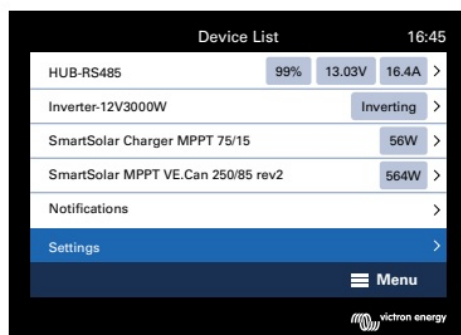 Device List 16:45
HUB-RS485 99% 13.03V 16.4A >
Inverter-12V3000W Inverting >
SmartSolar Charger MPPT 75/15 56W >
SmartSolar MPPT VE.Can 250/85 rev2 564W >
Notifications >
Settings >
Menu
victron energy